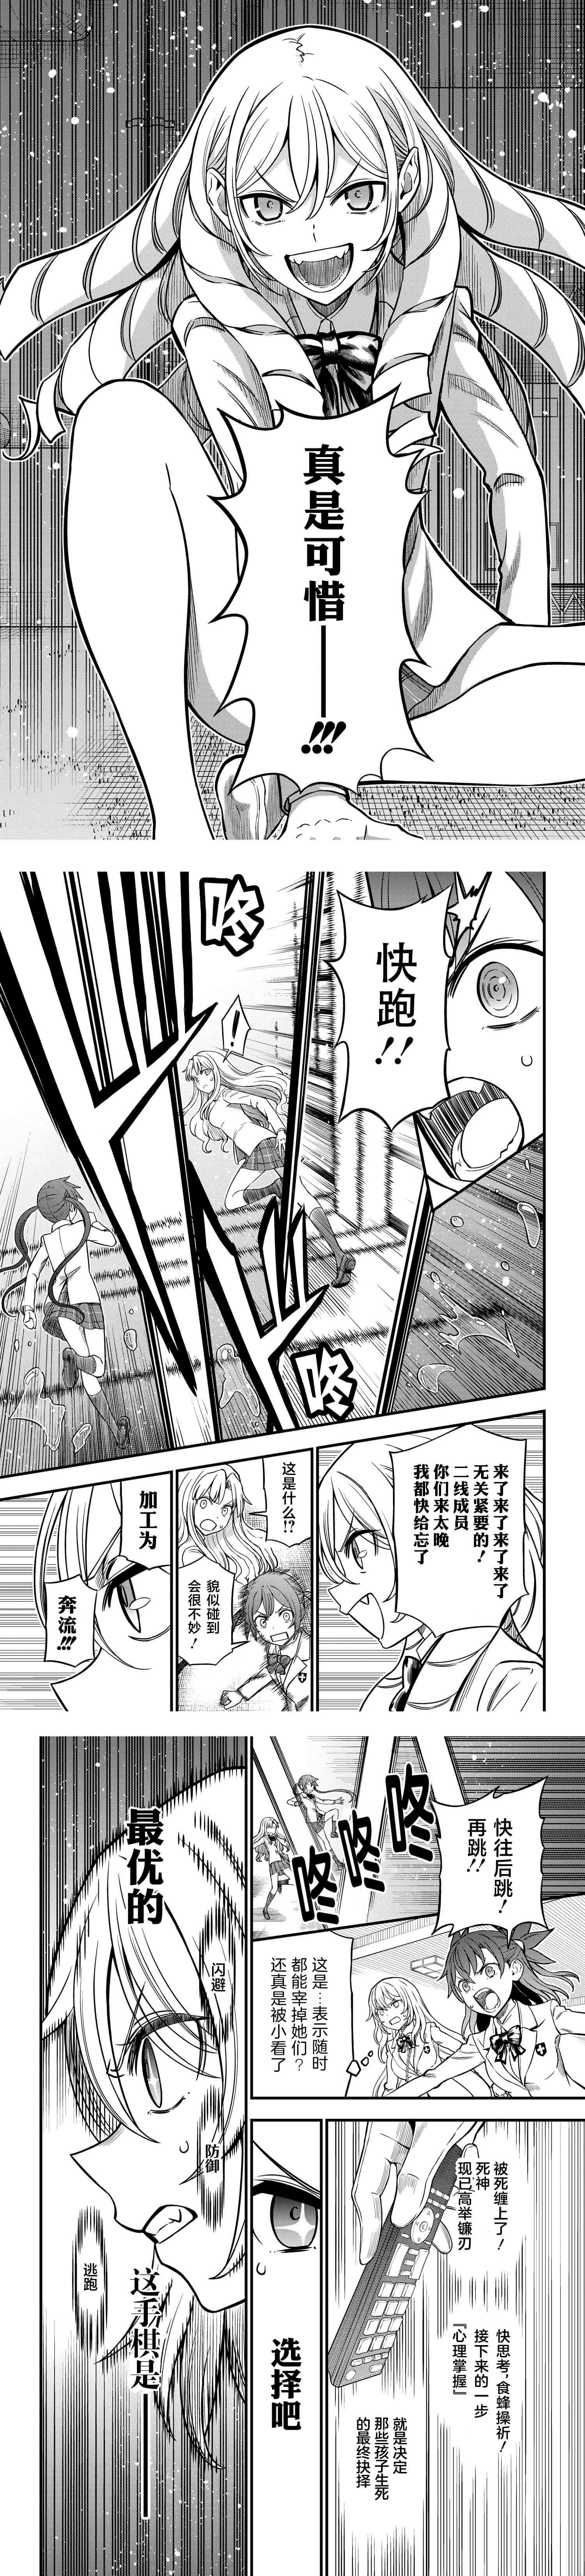 真是可惜——!!!
快跑!!
咚
!
咚
来了来了来了来了
无关紧要的!
二线成员
你们来太晚
我都快给忘了
这是什么!?
貌似碰到
会很不妙!
加工为
奔流!!!
快往后跳!
再跳!!
咚
咚
咚
这是…表示随时
都能宰掉她们?
还真是被小看了
被死缠上了!
死神
现已高举镰刃
快思考,食蜂操祈!
接下来的一步
『心理掌握』
就是决定
那些孩子生死
的最终抉择
选择吧
最优的
闪避
防御
逃跑
这手棋是——